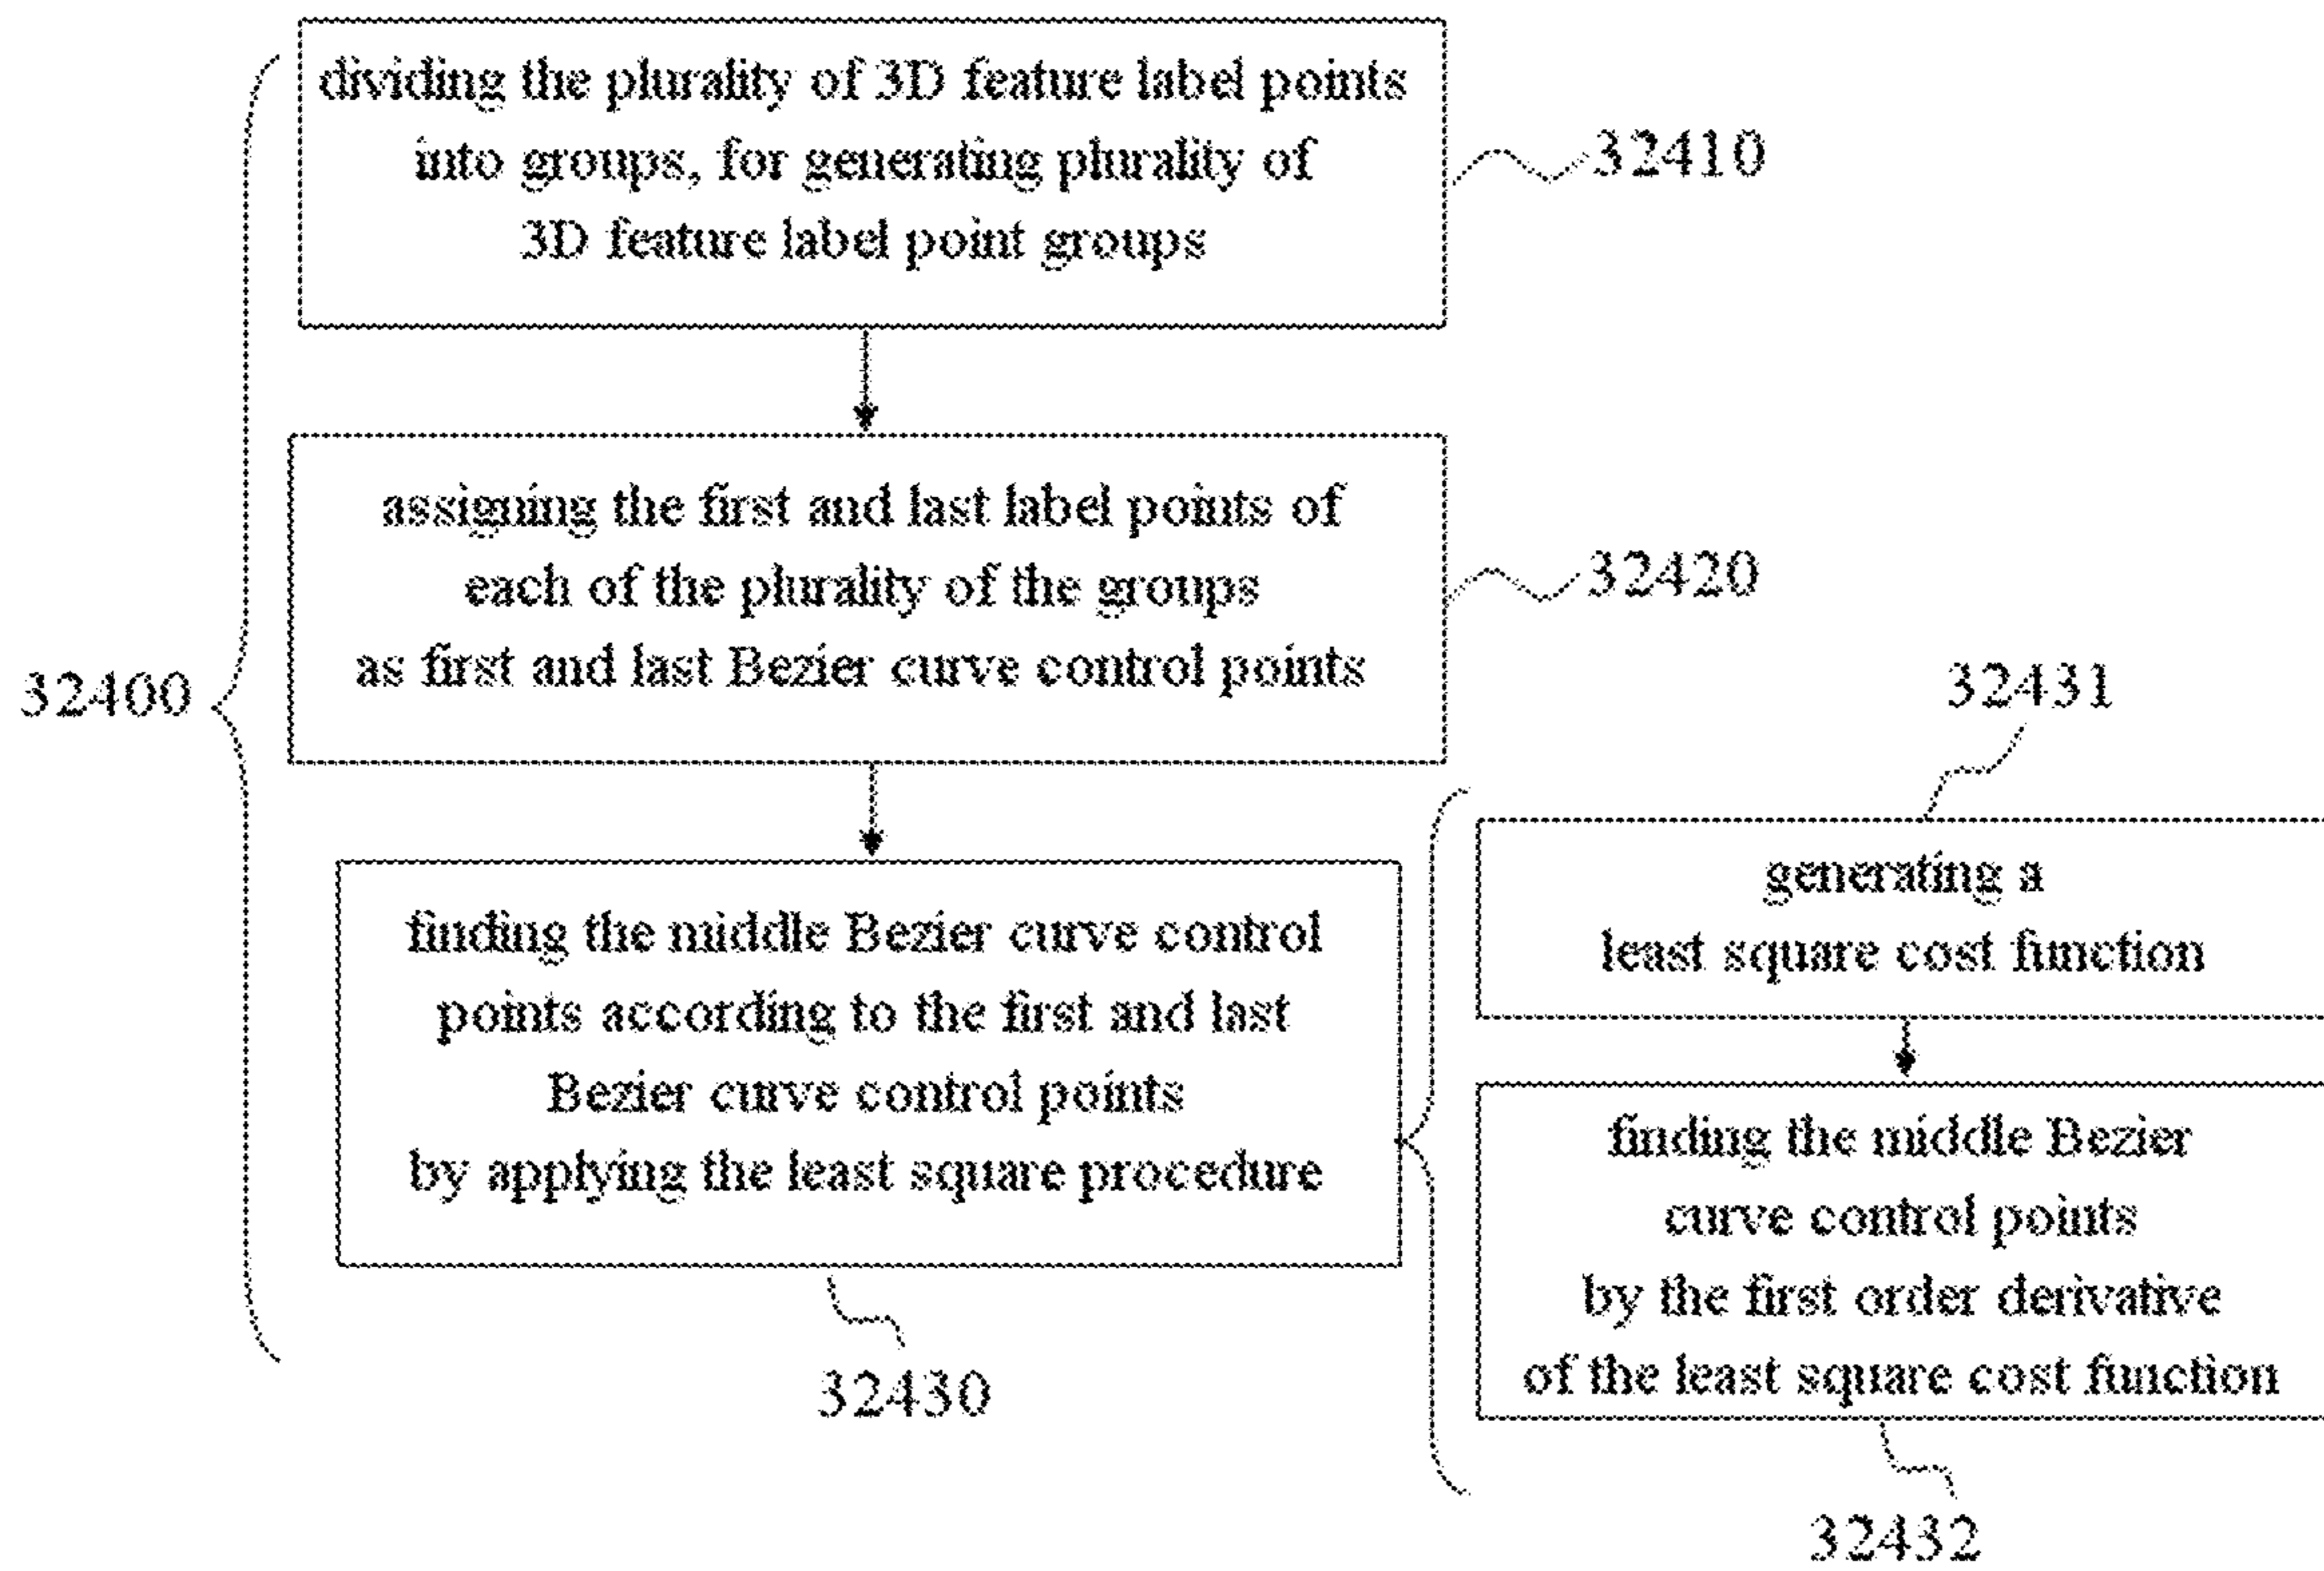 dividing the plurality of 3D feature label points
into groups, for generating plurality of
3D feature label point groups
32410
assigning the first and last label points of
each of the plurality of the groups
as first and last Bezier curve control points
32420
32400
finding the middle Bezier curve control
points according to the first and last
Bezier curve control points
by applying the least square procedure
32430
32431
generating a
least square cost function
finding the middle Bezier
curve control points
by the first order derivative
of the least square cost function
32432